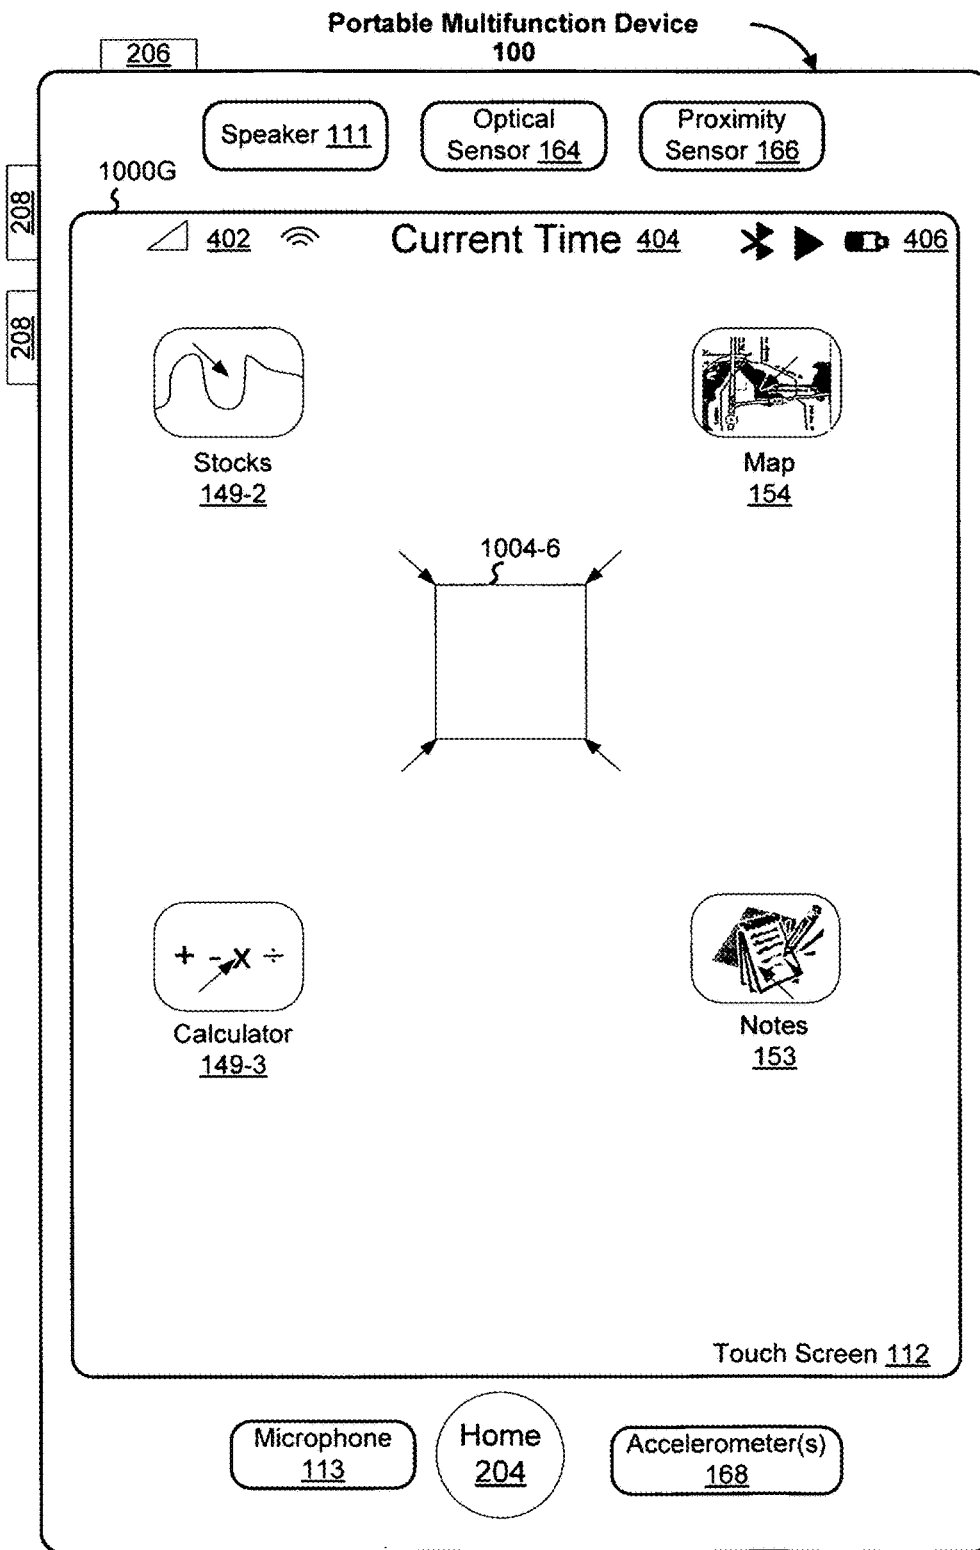 Portable Multifunction Device
100
206
Speaker 111
Optical
Sensor 164
Proximity
Sensor 166
1000G
208
208
402
Current Time 404
406
Stocks
149-2
Map
154
1004-6
+ - x ÷
Calculator
149-3
Notes
153
Touch Screen 112
Microphone
113
Home
204
Accelerometer(s)
168